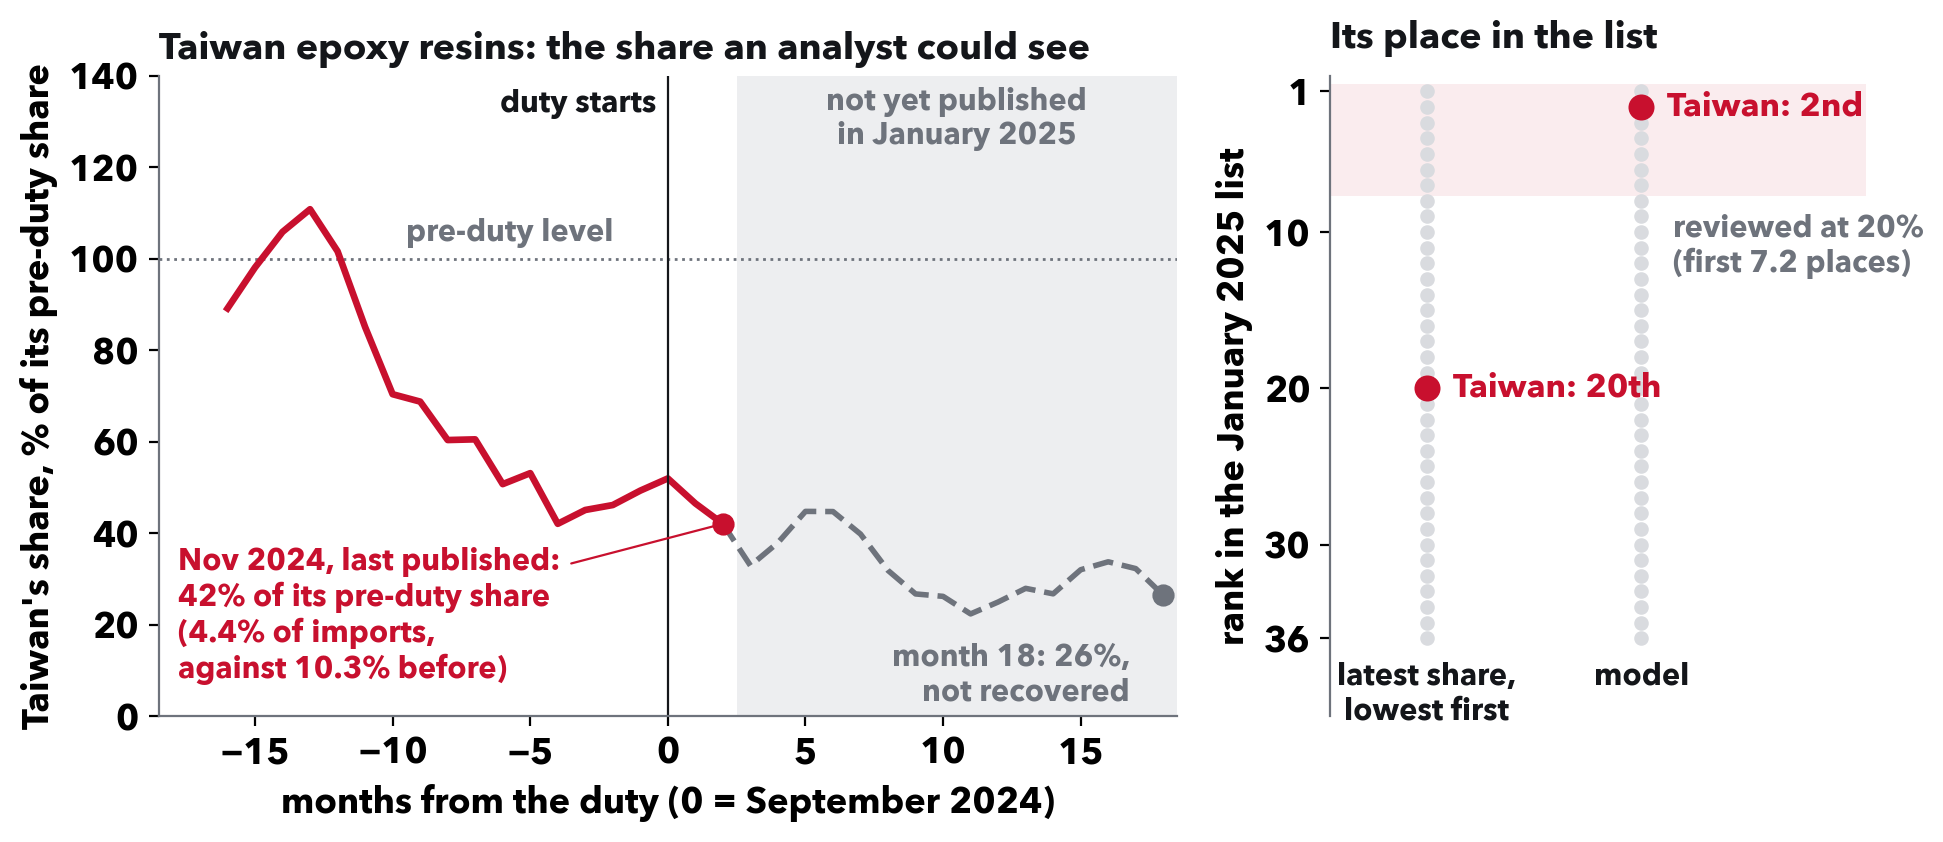 Taiwan epoxy resins: the share an analyst could see
Taiwan's share, % of its pre-duty share
140
120
100
80
60
40
20
0
duty starts
not yet published
in January 2025
pre-duty level
Nov 2024, last published:
42% of its pre-duty share
(4.4% of imports,
against 10.3% before)
month 18: 26%,
not recovered
−15
−10
−5
0
5
10
15
months from the duty (0 = September 2024)
Its place in the list
rank in the January 2025 list
1
10
20
30
36
Taiwan: 2nd
reviewed at 20%
(first 7.2 places)
Taiwan: 20th
latest share,
lowest first
model